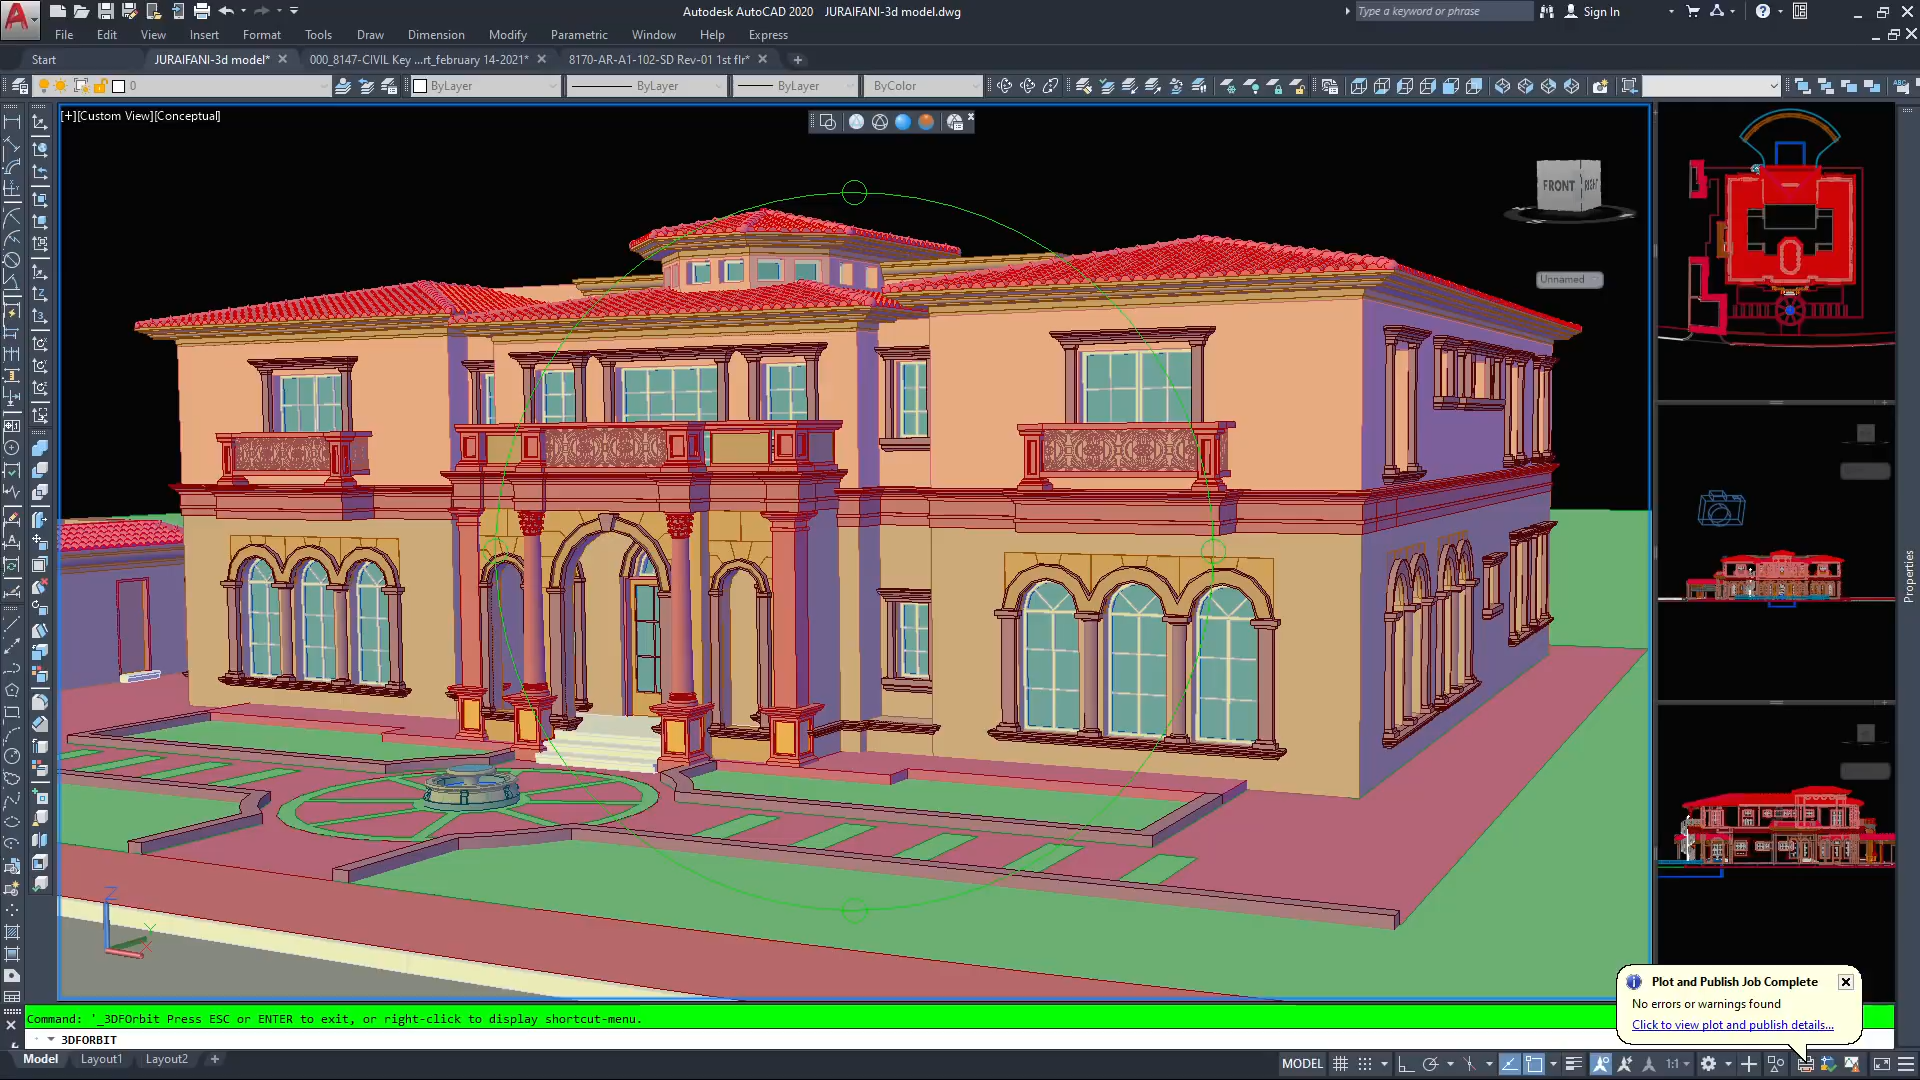 Autodesk AutoCAD 2020 JURAIFANI-3d model.dwg
Type a keyword or phrase
Sign In
File Edit View Insert Format Tools Draw Dimension Modify Parametric Window Help Express
Start JURAIFANI-3d model* 000_8147-CIVIL Key ...rt_february 14-2021* 8170-AR-A1-102-SD Rev-01 1st flr*
0 ByLayer ByLayer ByLayer ByColor
[+][Custom View][Conceptual]
FRONT RIGHT
Unnamed
Properties
Z
Y
X
Plot and Publish Job Complete
No errors or warnings found
Click to view plot and publish details...
Command: '_3DFOrbit Press ESC or ENTER to exit, or right-click to display shortcut-menu.
3DFORBIT
Model Layout1 Layout2
MODEL 1:1